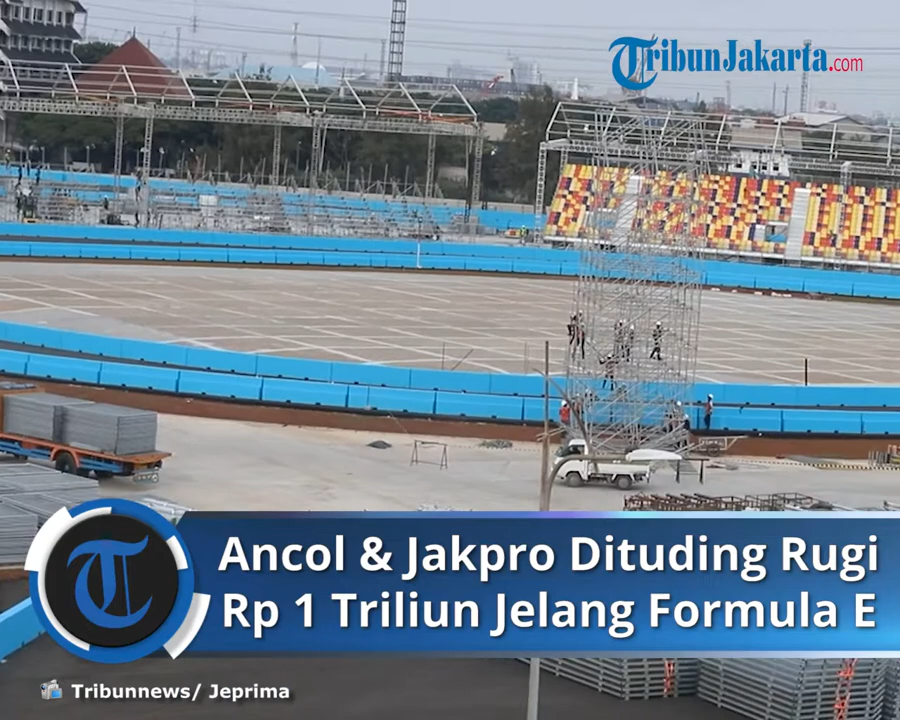 TribunJakarta.com
Ancol & Jakpro Dituding Rugi
Rp 1 Triliun Jelang Formula E
T
Tribunnews/ Jeprima